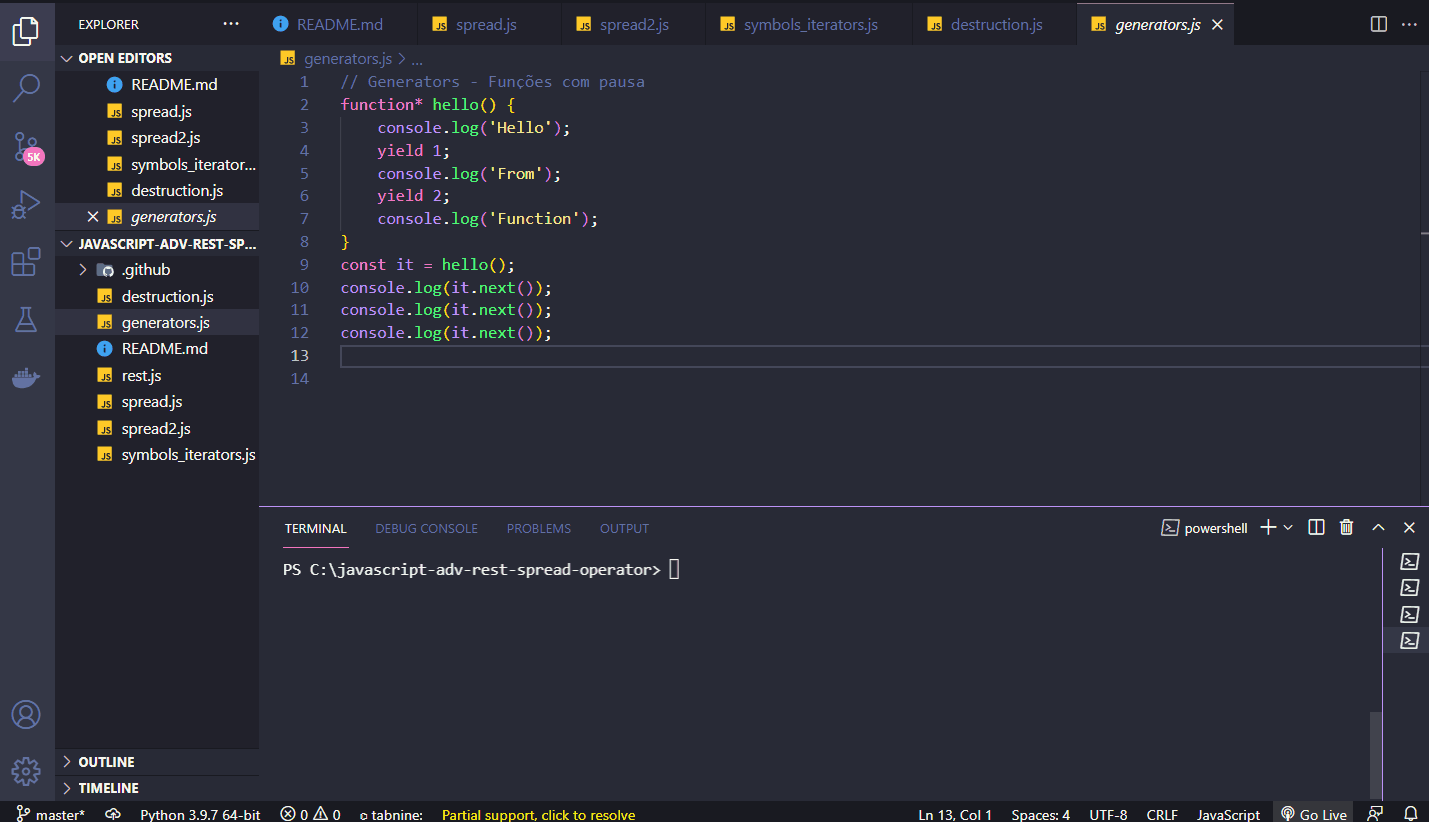 EXPLORER ...
OPEN EDITORS
README.md
spread.js
spread2.js
symbols_iterator...
destruction.js
generators.js
JAVASCRIPT-ADV-REST-SP...
.github
destruction.js
generators.js
README.md
rest.js
spread.js
spread2.js
symbols_iterators.js
OUTLINE
TIMELINE
5K
README.md spread.js spread2.js symbols_iterators.js destruction.js generators.js
generators.js > ...
1 // Generators - Funções com pausa
2 function* hello() {
3 console.log('Hello');
4 yield 1;
5 console.log('From');
6 yield 2;
7 console.log('Function');
8 }
9 const it = hello();
10 console.log(it.next());
11 console.log(it.next());
12 console.log(it.next());
13
14
TERMINAL DEBUG CONSOLE PROBLEMS OUTPUT powershell
PS C:\javascript-adv-rest-spread-operator>
master* Python 3.9.7 64-bit 0 0 tabnine: Partial support, click to resolve Ln 13, Col 1 Spaces: 4 UTF-8 CRLF JavaScript Go Live